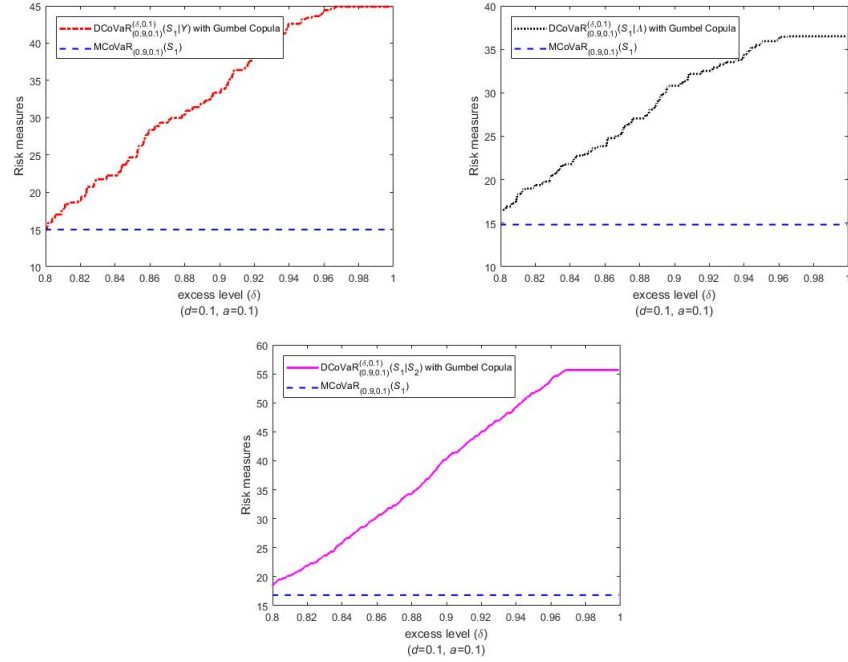 45
40
35
30
25
20
15
10
Risk measures
DCoVaR^{(δ,0.1)}_{(0.9,0.1)}(S₁|Y) with Gumbel Copula
MCoVaR_{(0.9,0.1)}(S₁)
0.8 0.82 0.84 0.86 0.88 0.9 0.92 0.94 0.96 0.98 1
excess level (δ)
(d=0.1, a=0.1)
40
35
30
25
20
15
10
Risk measures
DCoVaR^{(δ,0.1)}_{(0.9,0.1)}(S₁|Λ) with Gumbel Copula
MCoVaR_{(0.9,0.1)}(S₁)
0.8 0.82 0.84 0.86 0.88 0.9 0.92 0.94 0.96 0.98 1
excess level (δ)
(d=0.1, a=0.1)
60
55
50
45
40
35
30
25
20
15
Risk measures
DCoVaR^{(δ,0.1)}_{(0.9,0.1)}(S₁|S₂) with Gumbel Copula
MCoVaR_{(0.9,0.1)}(S₁)
0.8 0.82 0.84 0.86 0.88 0.9 0.92 0.94 0.96 0.98 1
excess level (δ)
(d=0.1, a=0.1)